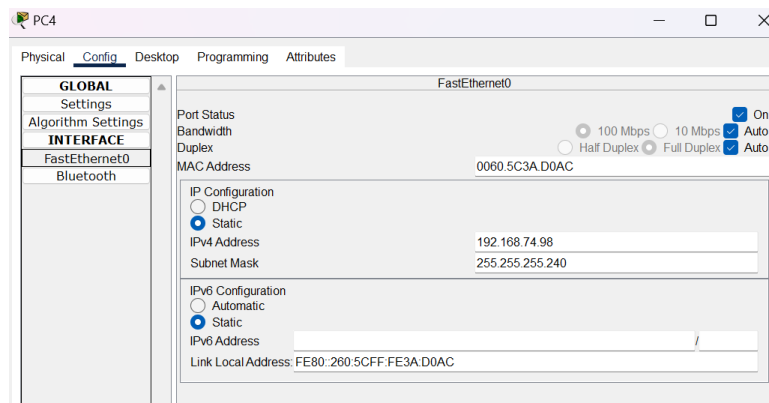 PC4
Physical Config Desktop Programming Attributes
GLOBAL
Settings
Algorithm Settings
INTERFACE
FastEthernet0
Bluetooth
FastEthernet0
Port Status On
Bandwidth 100 Mbps 10 Mbps Auto
Duplex Half Duplex Full Duplex Auto
MAC Address 0060.5C3A.D0AC
IP Configuration
DHCP
Static
IPv4 Address 192.168.74.98
Subnet Mask 255.255.255.240
IPv6 Configuration
Automatic
Static
IPv6 Address /
Link Local Address: FE80::260:5CFF:FE3A:D0AC